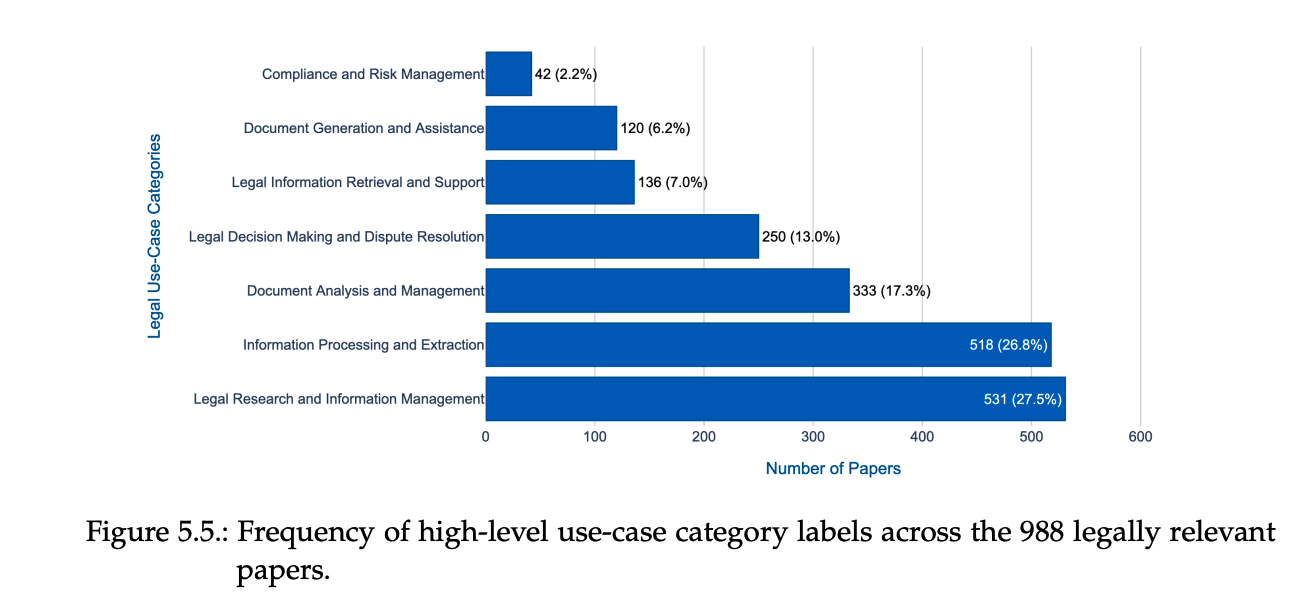 Legal Use-Case Categories
Compliance and Risk Management 42 (2.2%)
Document Generation and Assistance 120 (6.2%)
Legal Information Retrieval and Support 136 (7.0%)
Legal Decision Making and Dispute Resolution 250 (13.0%)
Document Analysis and Management 333 (17.3%)
Information Processing and Extraction 518 (26.8%)
Legal Research and Information Management 531 (27.5%)
0 100 200 300 400 500 600
Number of Papers
Figure 5.5.: Frequency of high-level use-case category labels across the 988 legally relevant
papers.